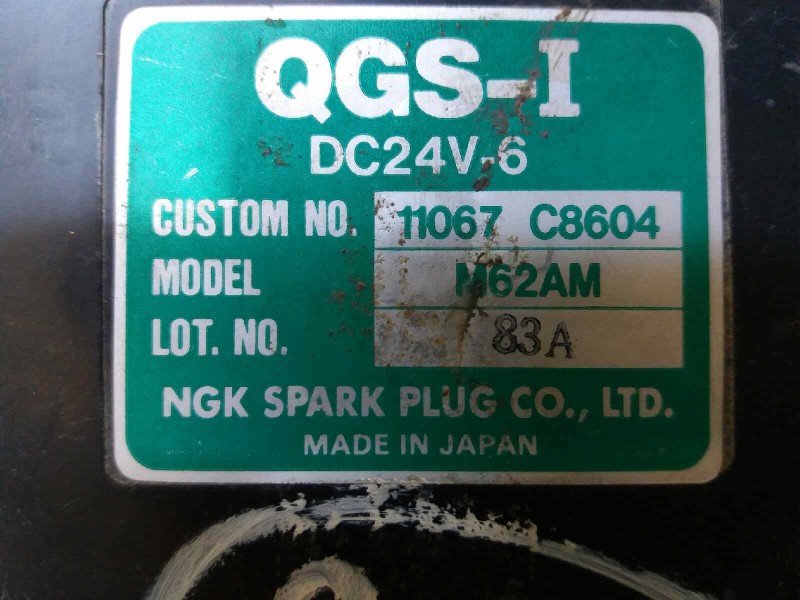 QGS-I
DC24V-6
CUSTOM NO. 11067 C8604
MODEL M62AM
LOT. NO. 83A
NGK SPARK PLUG CO., LTD.
MADE IN JAPAN